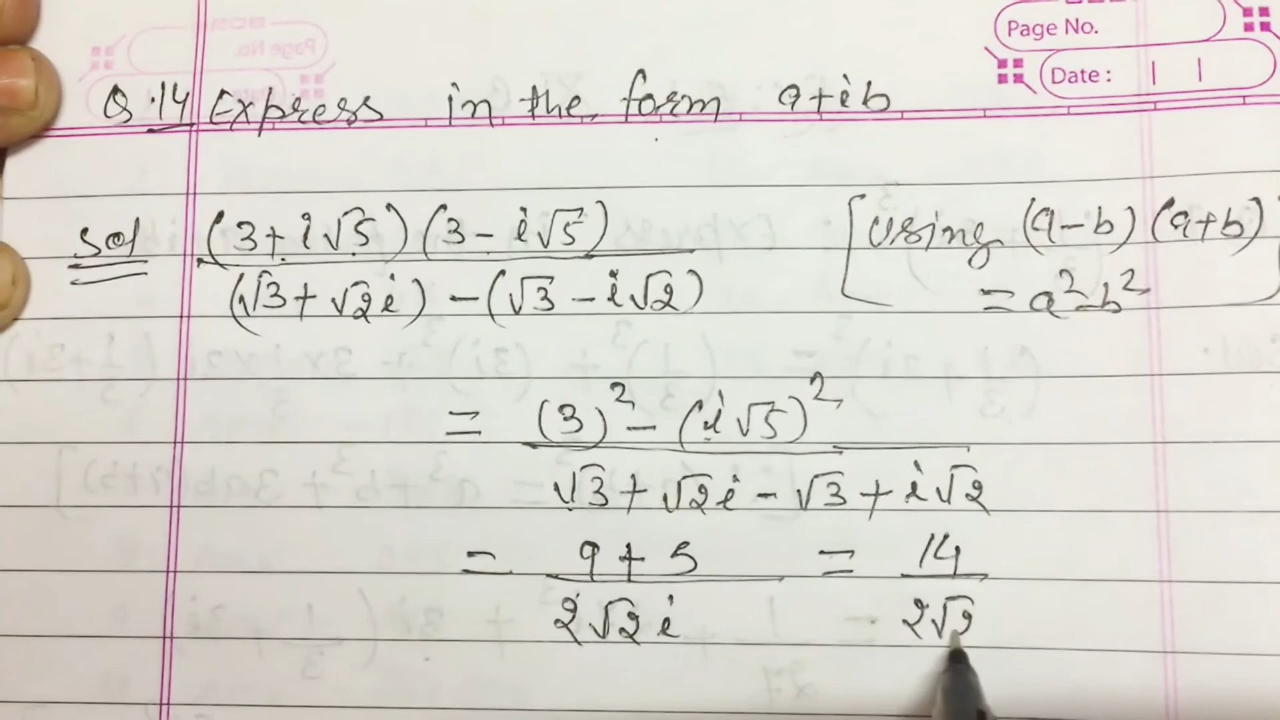 Page No.
Date :
Q.14 Express in the form a+ib
Sol (3+i√5)(3-i√5) / (√3+√2i)-(√3-i√2) [Using (a-b)(a+b) = a²-b²]
= (3)²-(i√5)² / √3+√2i-√3+i√2
= 9+5 / 2√2i = 14 / 2√2